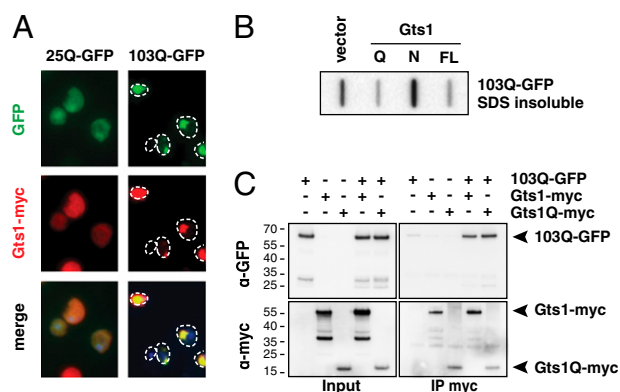 A
25Q-GFP 103Q-GFP
GFP
Gts1-myc
merge
B
vector
Gts1
Q N FL
103Q-GFP
SDS insoluble
C
+ - - + + + - - + + 103Q-GFP
- + - + - - + - + - Gts1-myc
- - + - + - - + - + Gts1Q-myc
α-GFP
70
55
40
35
25
103Q-GFP
α-myc
55
40
35
25
15
Gts1-myc
Gts1Q-myc
Input IP myc